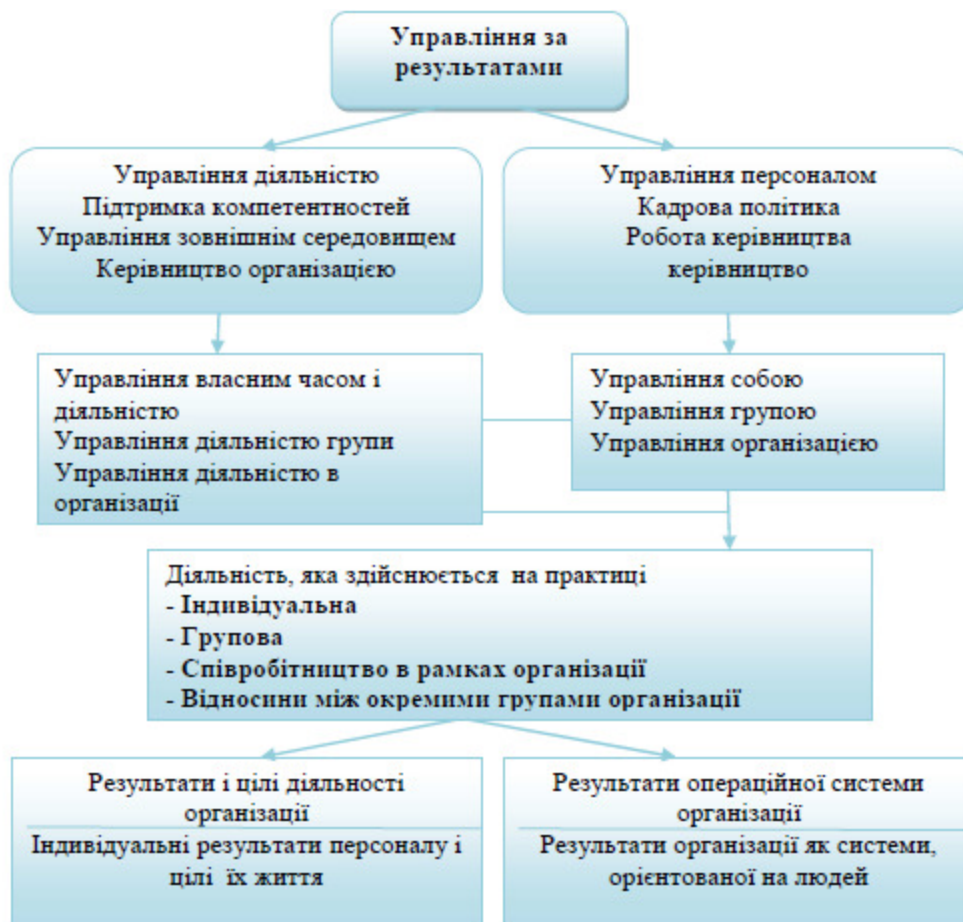 Управління за
результатами
Управління діяльністю
Підтримка компетентностей
Управління зовнішнім середовищем
Керівництво організацією
Управління персоналом
Кадрова політика
Робота керівництва
керівництво
Управління власним часом і
діяльністю
Управління діяльністю групи
Управління діяльністю в
організації
Управління собою
Управління групою
Управління організацією
Діяльність, яка здійснюється на практиці
- Індивідуальна
- Групова
- Співробітництво в рамках організації
- Відносини між окремими групами організації
Результати і цілі діяльності
організації
Індивідуальні результати персоналу і
цілі їх життя
Результати операційної системи
організації
Результати організації як системи,
орієнтованої на людей